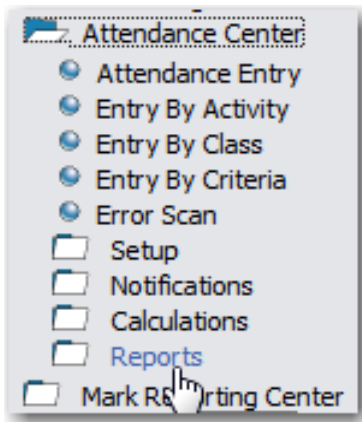 Attendance Center
Attendance Entry
Entry By Activity
Entry By Class
Entry By Criteria
Error Scan
Setup
Notifications
Calculations
Reports
Mark Reporting Center